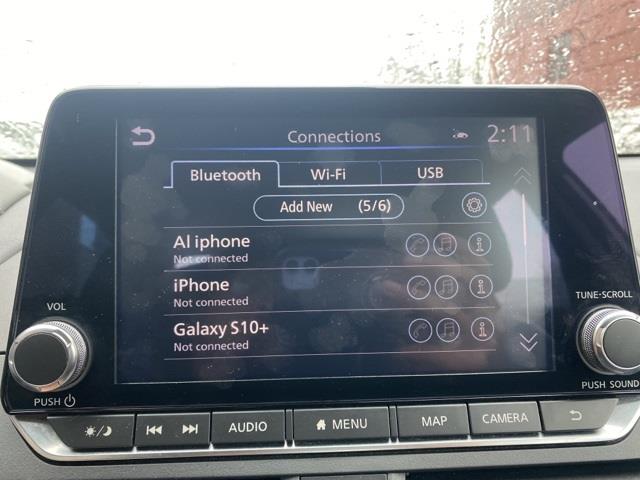 Connections 2:11
Bluetooth Wi-Fi USB
Add New (5/6)
Al iphone
Not connected
iPhone
Not connected
Galaxy S10+
Not connected
VOL
PUSH
TUNE·SCROLL
PUSH SOUND
AUDIO MENU MAP CAMERA